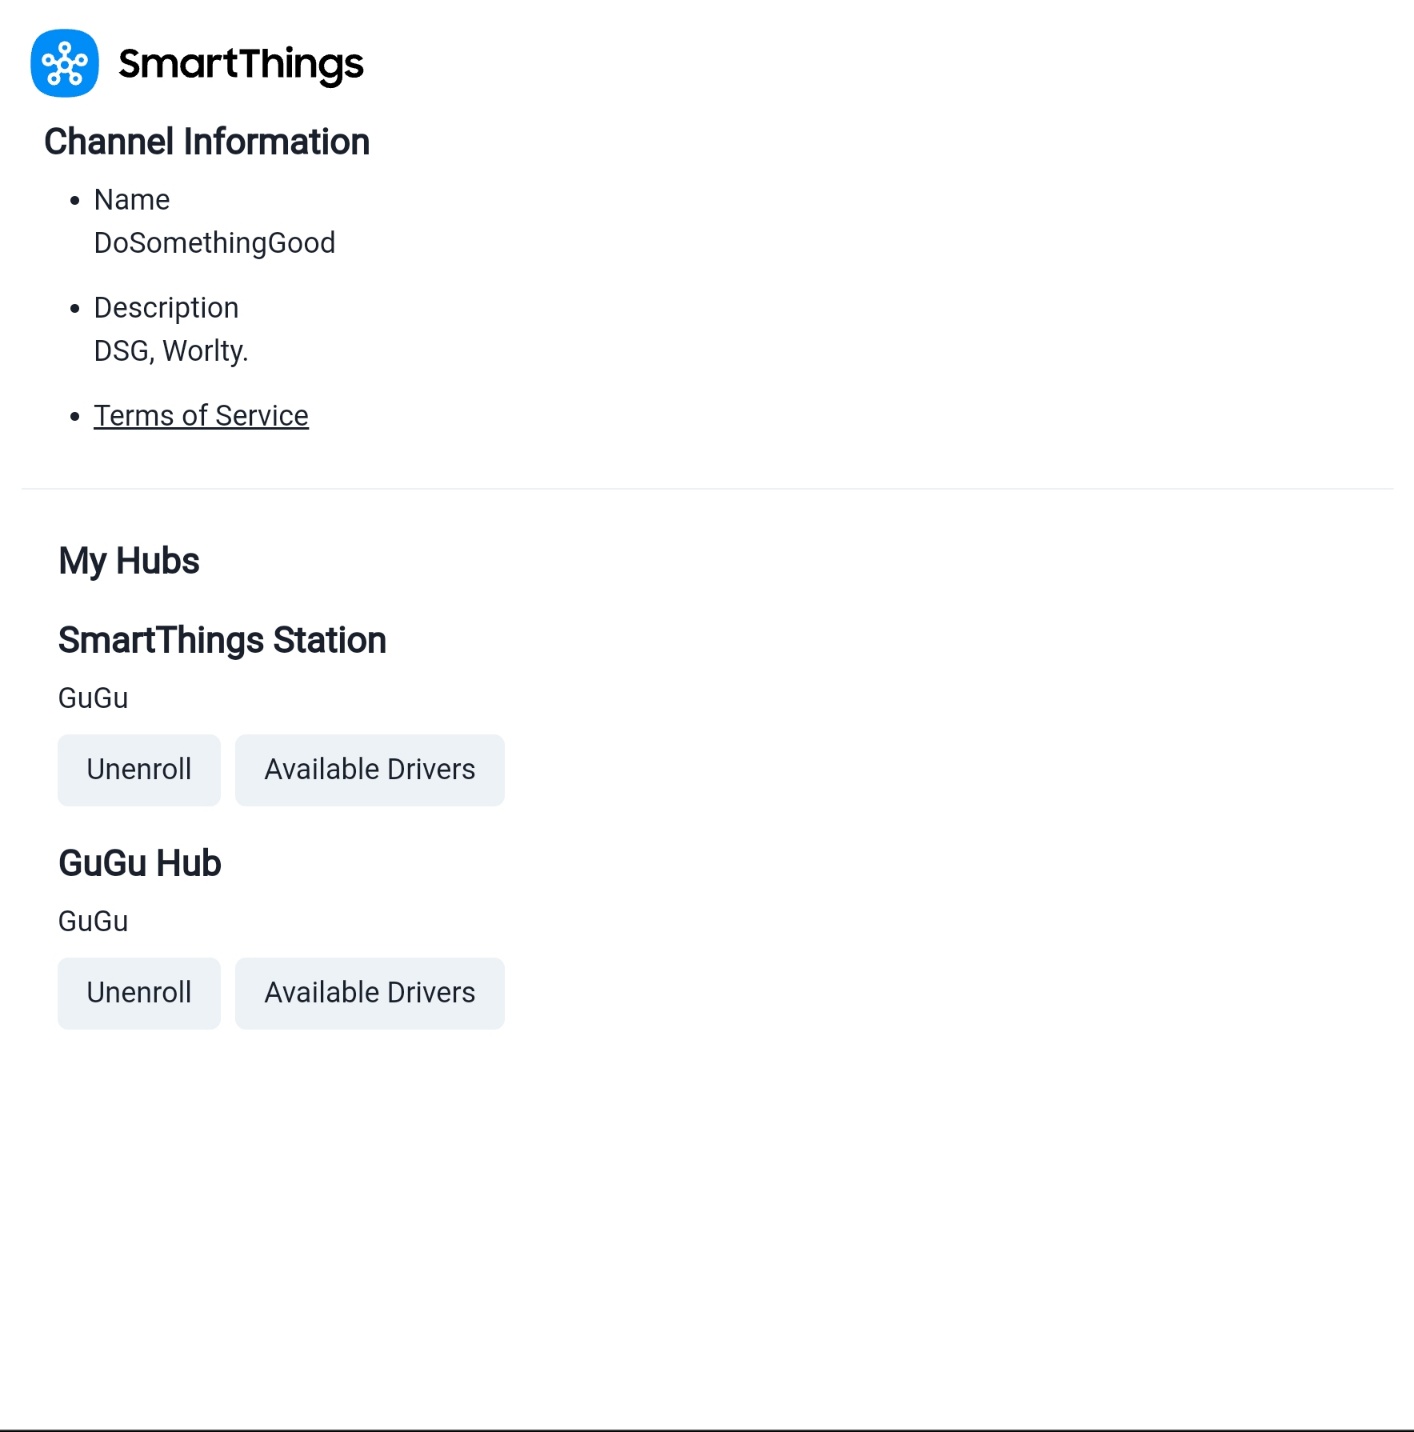 SmartThings
Channel Information
Name
DoSomethingGood
Description
DSG, Worlty.
Terms of Service
My Hubs
SmartThings Station
GuGu
Unenroll Available Drivers
GuGu Hub
GuGu
Unenroll Available Drivers